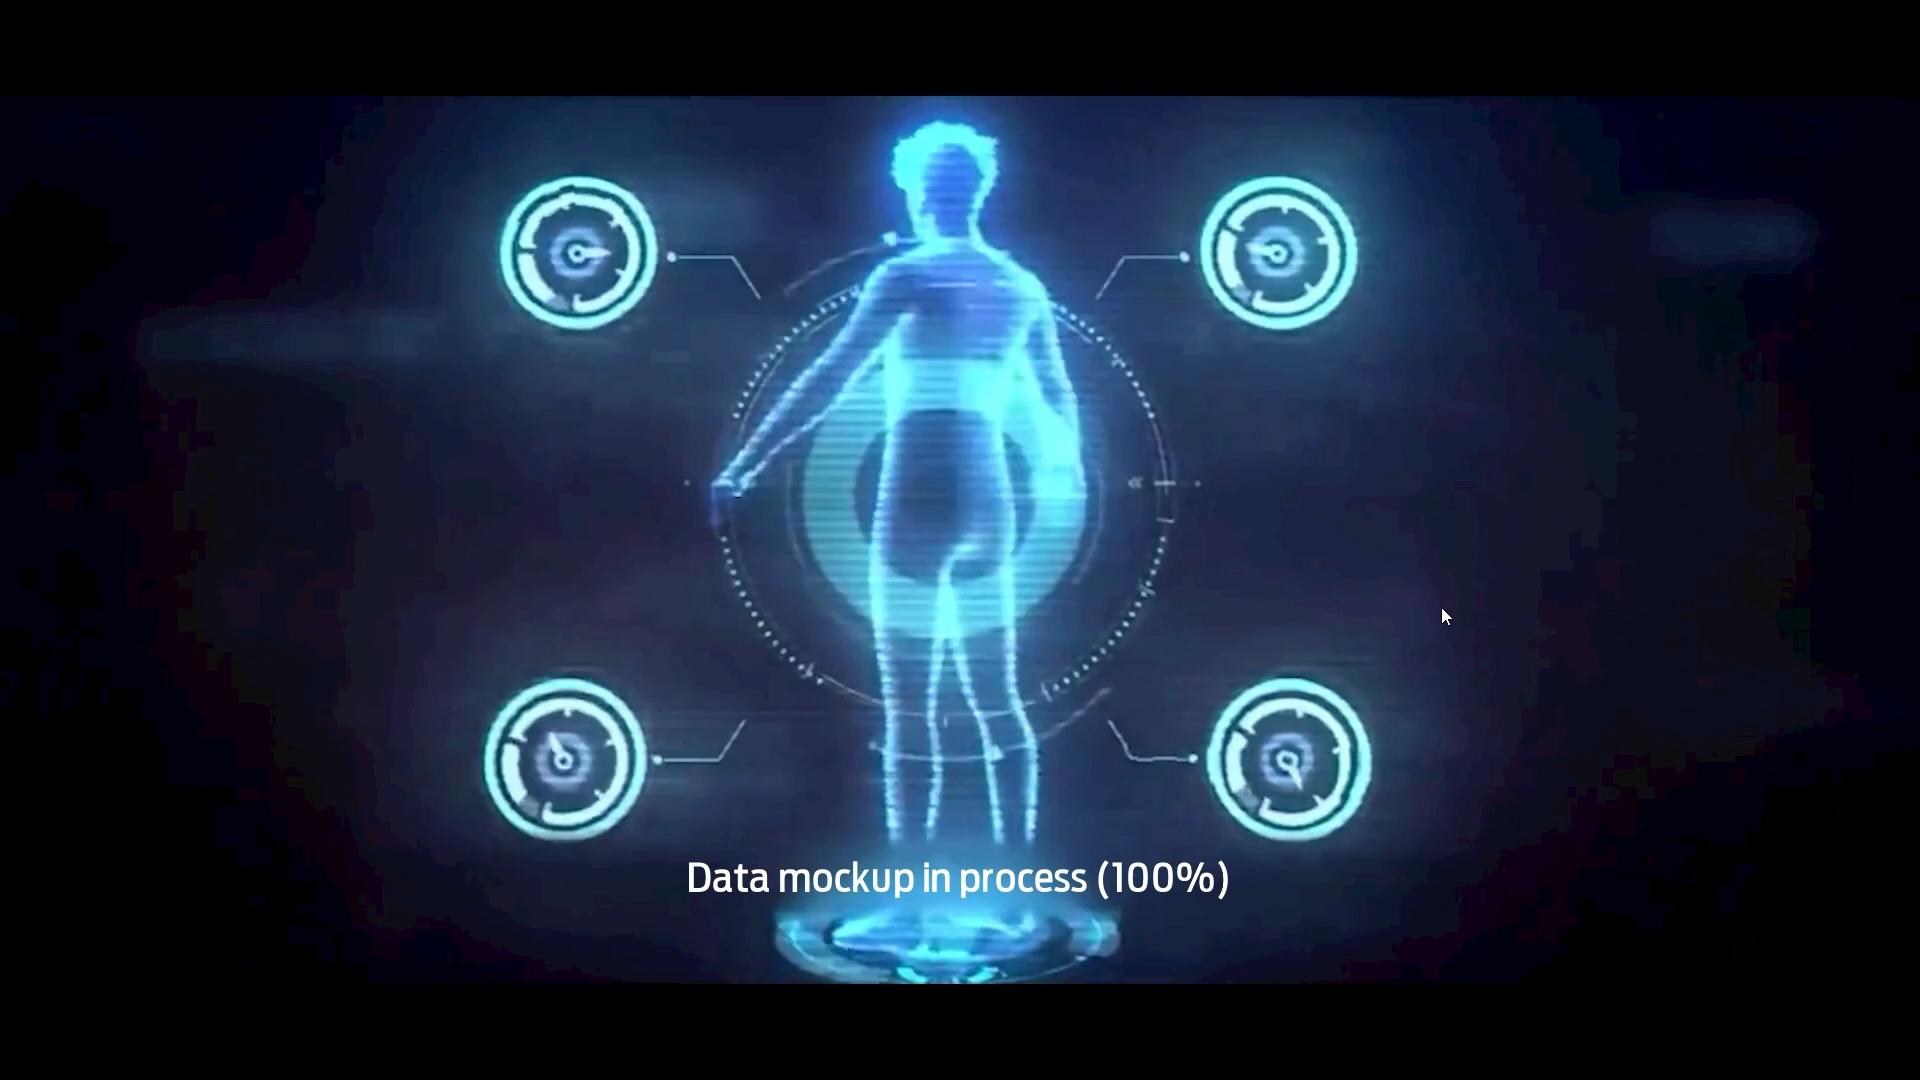 Data mockup in process (100%)